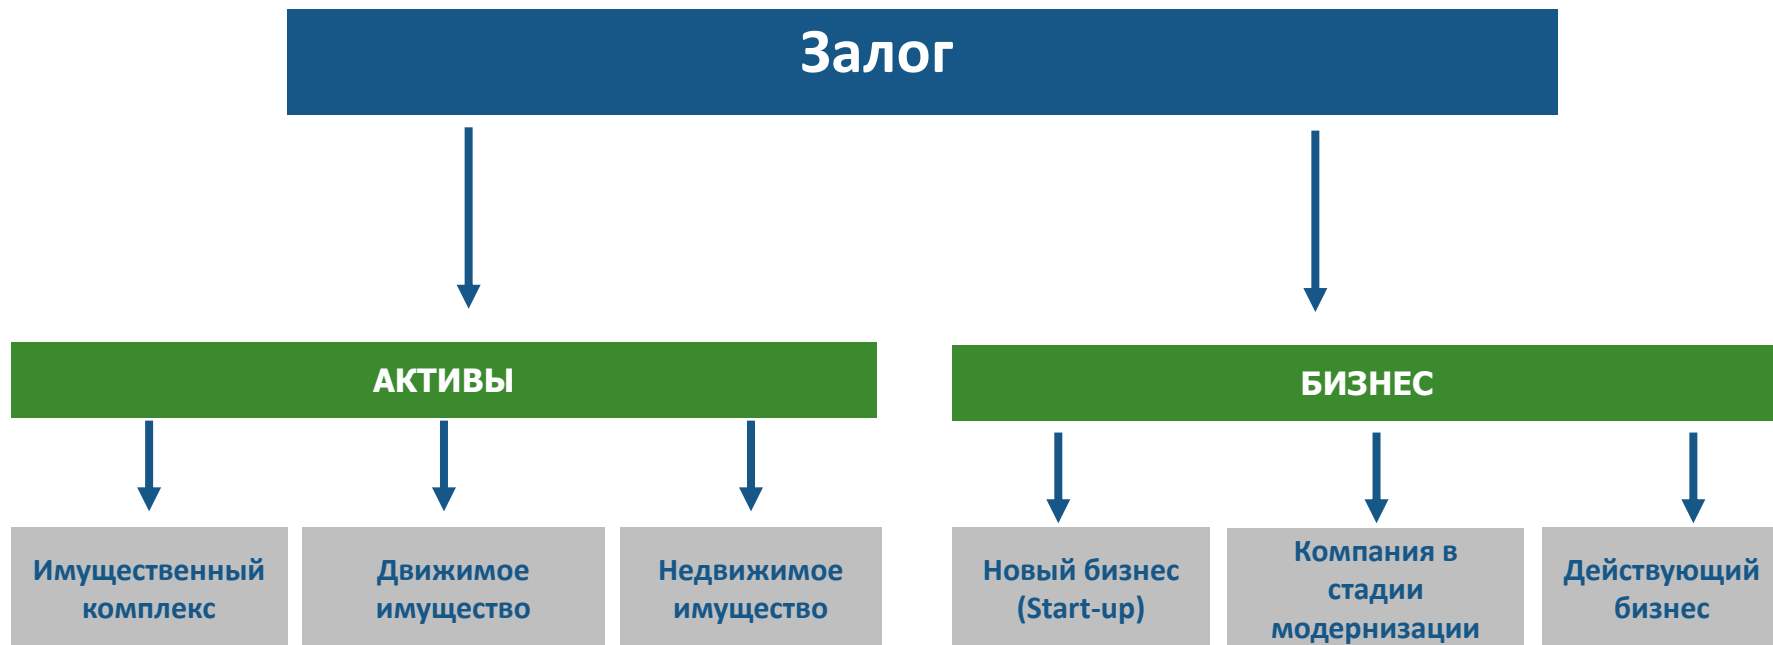 Залог
АКТИВЫ
БИЗНЕС
Имущественный
комплекс
Движимое
имущество
Недвижимое
имущество
Новый бизнес
(Start-up)
Компания в
стадии
модернизации
Действующий
бизнес